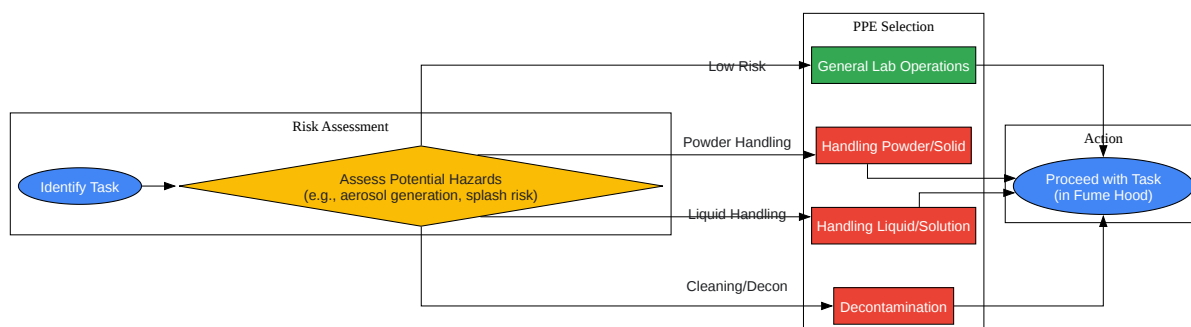 PPE Selection
Low Risk
General Lab Operations
Risk Assessment
Powder Handling
Handling Powder/Solid
Action
Identify Task
Assess Potential Hazards
(e.g., aerosol generation, splash risk)
Proceed with Task
(in Fume Hood)
Liquid Handling
Handling Liquid/Solution
Cleaning/Decon
Decontamination